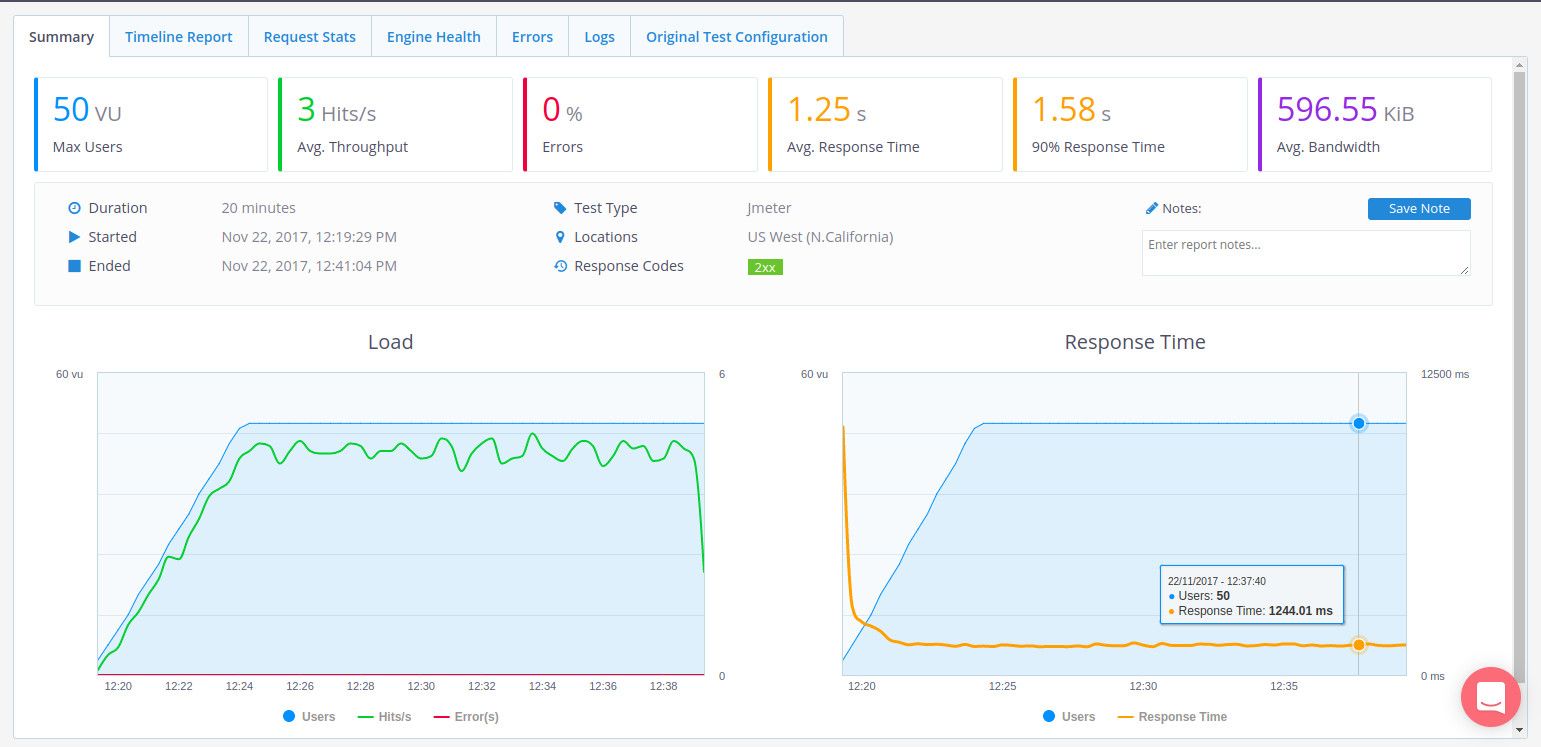 Summary Timeline Report Request Stats Engine Health Errors Logs Original Test Configuration
50 VU 3 Hits/s 0 % 1.25 s 1.58 s 596.55 KiB
Max Users Avg. Throughput Errors Avg. Response Time 90% Response Time Avg. Bandwidth
Duration 20 minutes Test Type Jmeter Notes: Save Note
Started Nov 22, 2017, 12:19:29 PM Locations US West (N.California) Enter report notes...
Ended Nov 22, 2017, 12:41:04 PM Response Codes 2xx
Load Response Time
60 vu 6 60 vu 12500 ms
22/11/2017 - 12:37:40
Users: 50
Response Time: 1244.01 ms
0 0 ms
12:20 12:22 12:24 12:26 12:28 12:30 12:32 12:34 12:36 12:38 12:20 12:25 12:30 12:35
Users Hits/s Error(s) Users Response Time